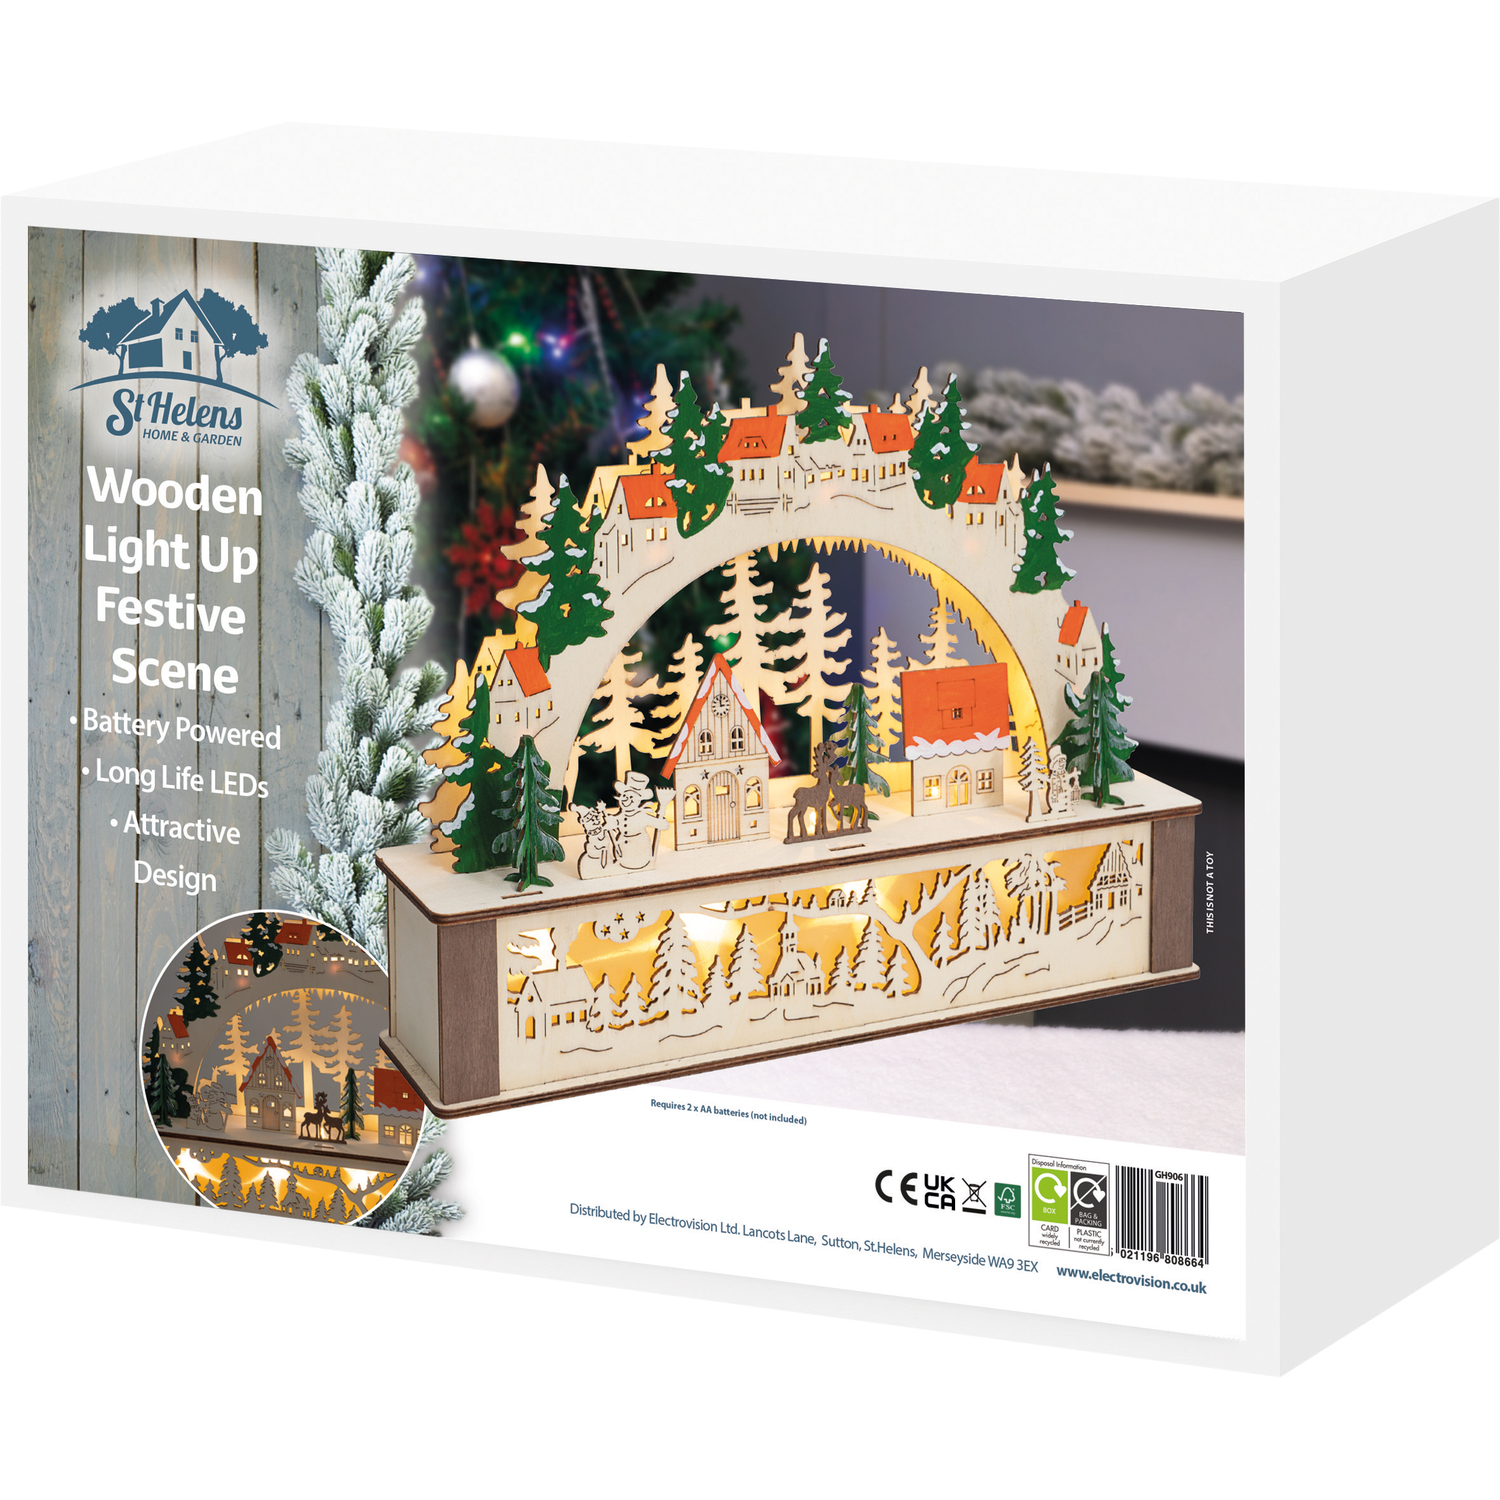 St Helens
HOME & GARDEN
Wooden
Light Up
Festive
Scene
• Battery Powered
• Long Life LEDs
• Attractive
Design
THIS IS NOT A TOY
Requires 2 x AA batteries (not included)
Distributed by Electrovision Ltd. Lancots Lane, Sutton, St.Helens, Merseyside WA9 3EX
www.electrovision.co.uk
CE
UK
CA
FSC
Disposal Information
BOX
CARD
widely
recycled
BAG &
PACKING
PLASTIC
not currently
recycled
GH906
5 021196 808664